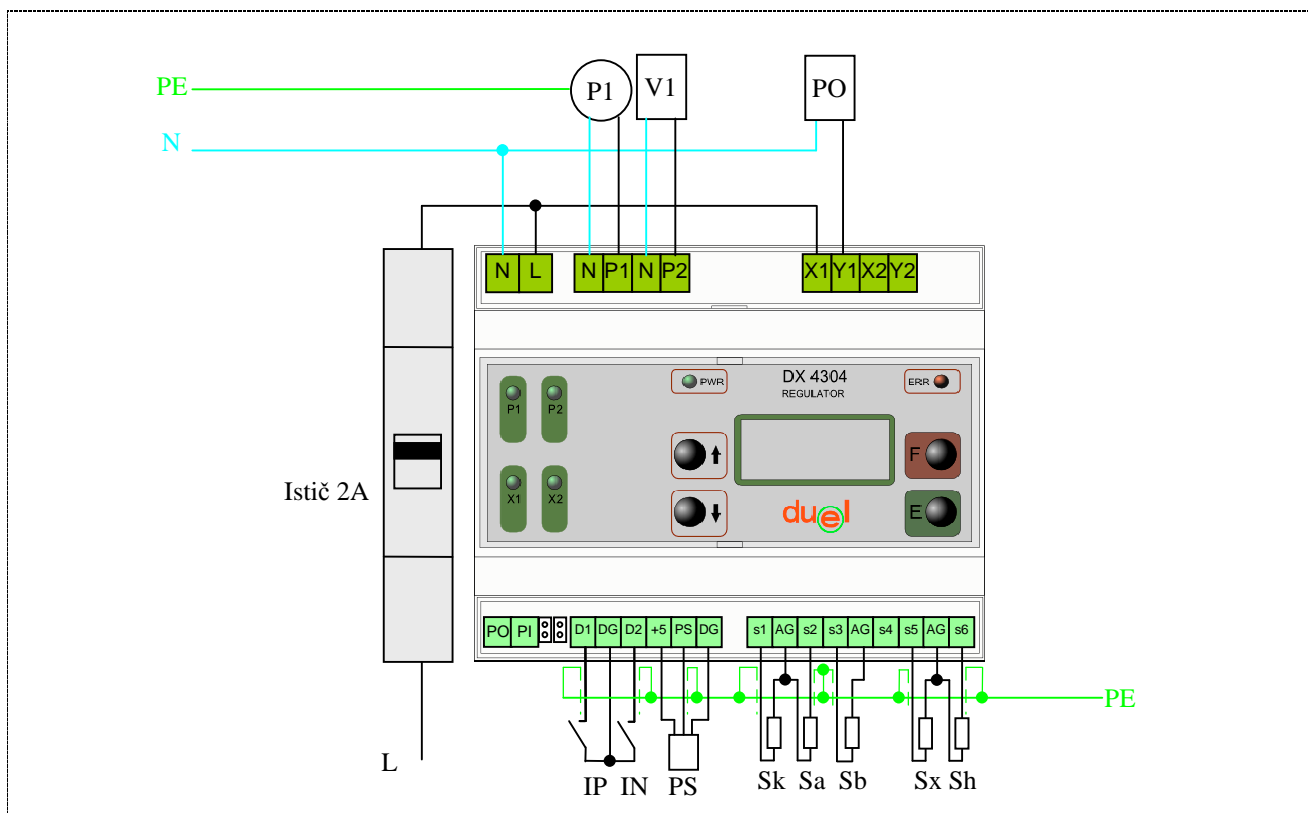 PE
P1 V1 PO
N
N L N P1 N P2 X1 Y1 X2 Y2
PWR DX 4304 ERR
REGULATOR
P1 P2
F
X1 X2
Istič 2A
duel E
PO PI D1 DG D2 +5 PS DG s1 AG s2 s3 AG s4 s5 AG s6
PE
L
IP IN PS Sk Sa Sb Sx Sh